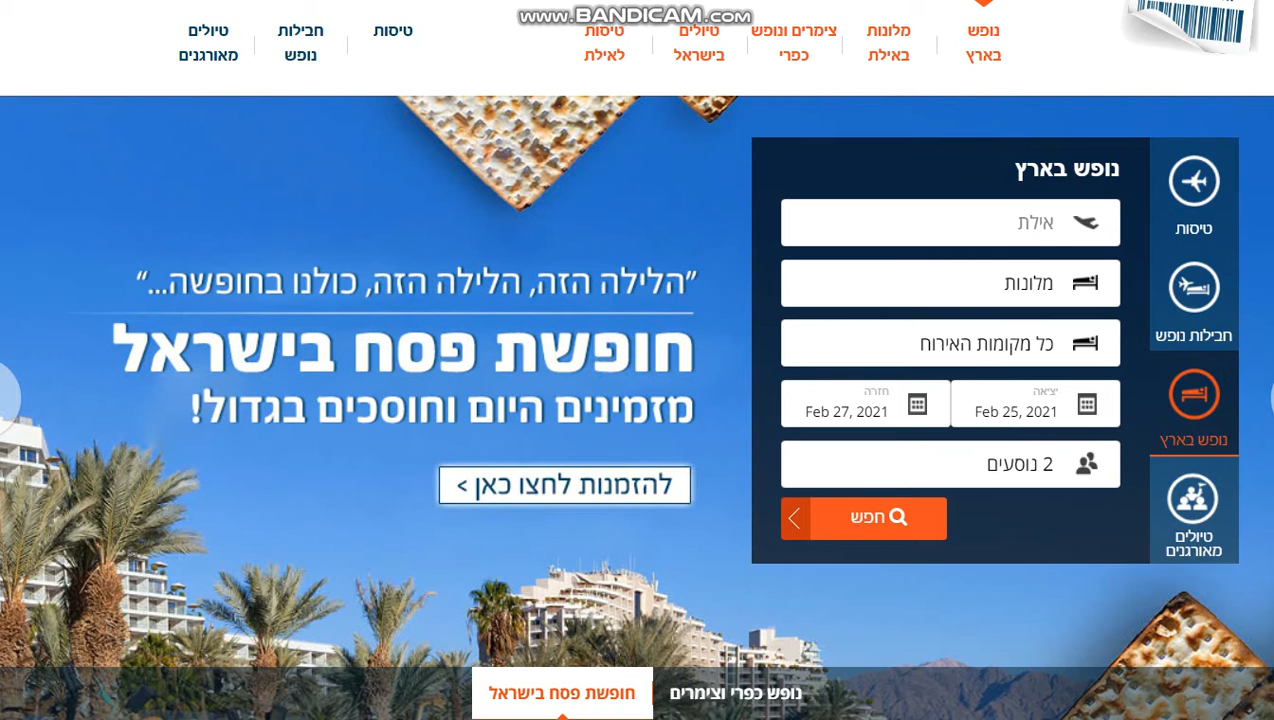 www.BANDICAM.com
נופש
בארץ
מלונות
באילת
צימרים ונופש
כפרי
טיולים
בישראל
טיסות
לאילת
טיסות
חבילות
נופש
טיולים
מאורגנים
נופש בארץ
אילת
מלונות
כל מקומות האירוח
יציאה
Feb 25, 2021
חזרה
Feb 27, 2021
2 נוסעים
חפש
טיסות
חבילות נופש
נופש בארץ
טיולים
מאורגנים
"הלילה הזה, הלילה הזה, כולנו בחופשה..."
חופשת פסח בישראל
מזמינים היום וחוסכים בגדול!
להזמנות לחצו כאן >
נופש כפרי וצימרים
חופשת פסח בישראל